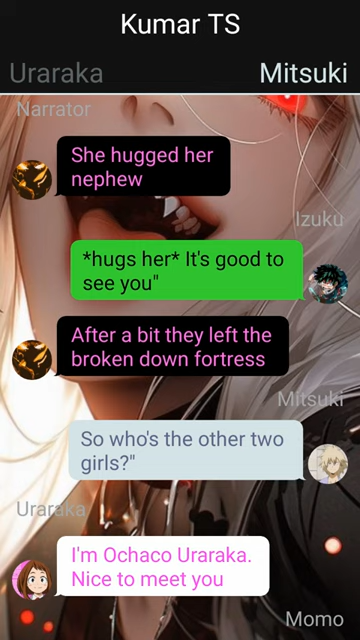 Kumar TS
Uraraka
Mitsuki
Narrator
She hugged her
nephew
Izuku
*hugs her* It's good to
see you"
After a bit they left the
broken down fortress
Mitsuki
So who's the other two
girls?"
Uraraka
I'm Ochaco Uraraka.
Nice to meet you
Momo